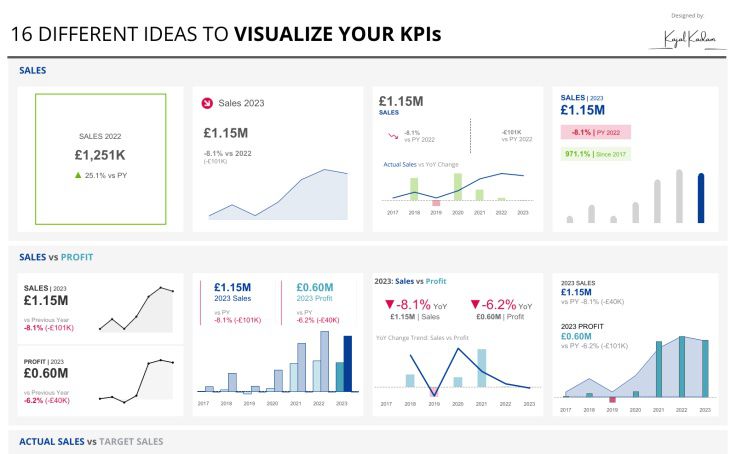 Designed by:
16 DIFFERENT IDEAS TO VISUALIZE YOUR KPIs
Kajal Kadam
SALES
SALES 2022
£1,251K
▲ 25.1% vs PY
Sales 2023
£1.15M
-8.1% vs 2022
(-£101K)
£1.15M
SALES
-8.1%
vs PY 2022
-£101K
vs PY 2022
Actual Sales vs YoY Change
2017 2018 2019 2020 2021 2022 2023
SALES | 2023
£1.15M
-8.1% | PY 2022
971.1% | Since 2017
SALES vs PROFIT
SALES | 2023
£1.15M
vs Previous Year
-8.1% (-£101K)
PROFIT | 2023
£0.60M
vs Previous Year
-6.2% (-£40K)
£1.15M
2023 Sales
vs PY
-8.1% (-£101K)
£0.60M
2023 Profit
vs PY
-6.2% (-£40K)
2017 2018 2019 2020 2021 2022 2023
2023: Sales vs Profit
▼-8.1% YoY
£1.15M | Sales
▼-6.2% YoY
£0.60M | Profit
YoY Change Trend: Sales vs Profit
2017 2018 2019 2020 2021 2022 2023
2023 SALES
£1.15M
vs PY -8.1% (-£40K)
2023 PROFIT
£0.60M
vs PY -6.2% (-£101K)
2017 2018 2019 2020 2021 2022 2023
ACTUAL SALES vs TARGET SALES